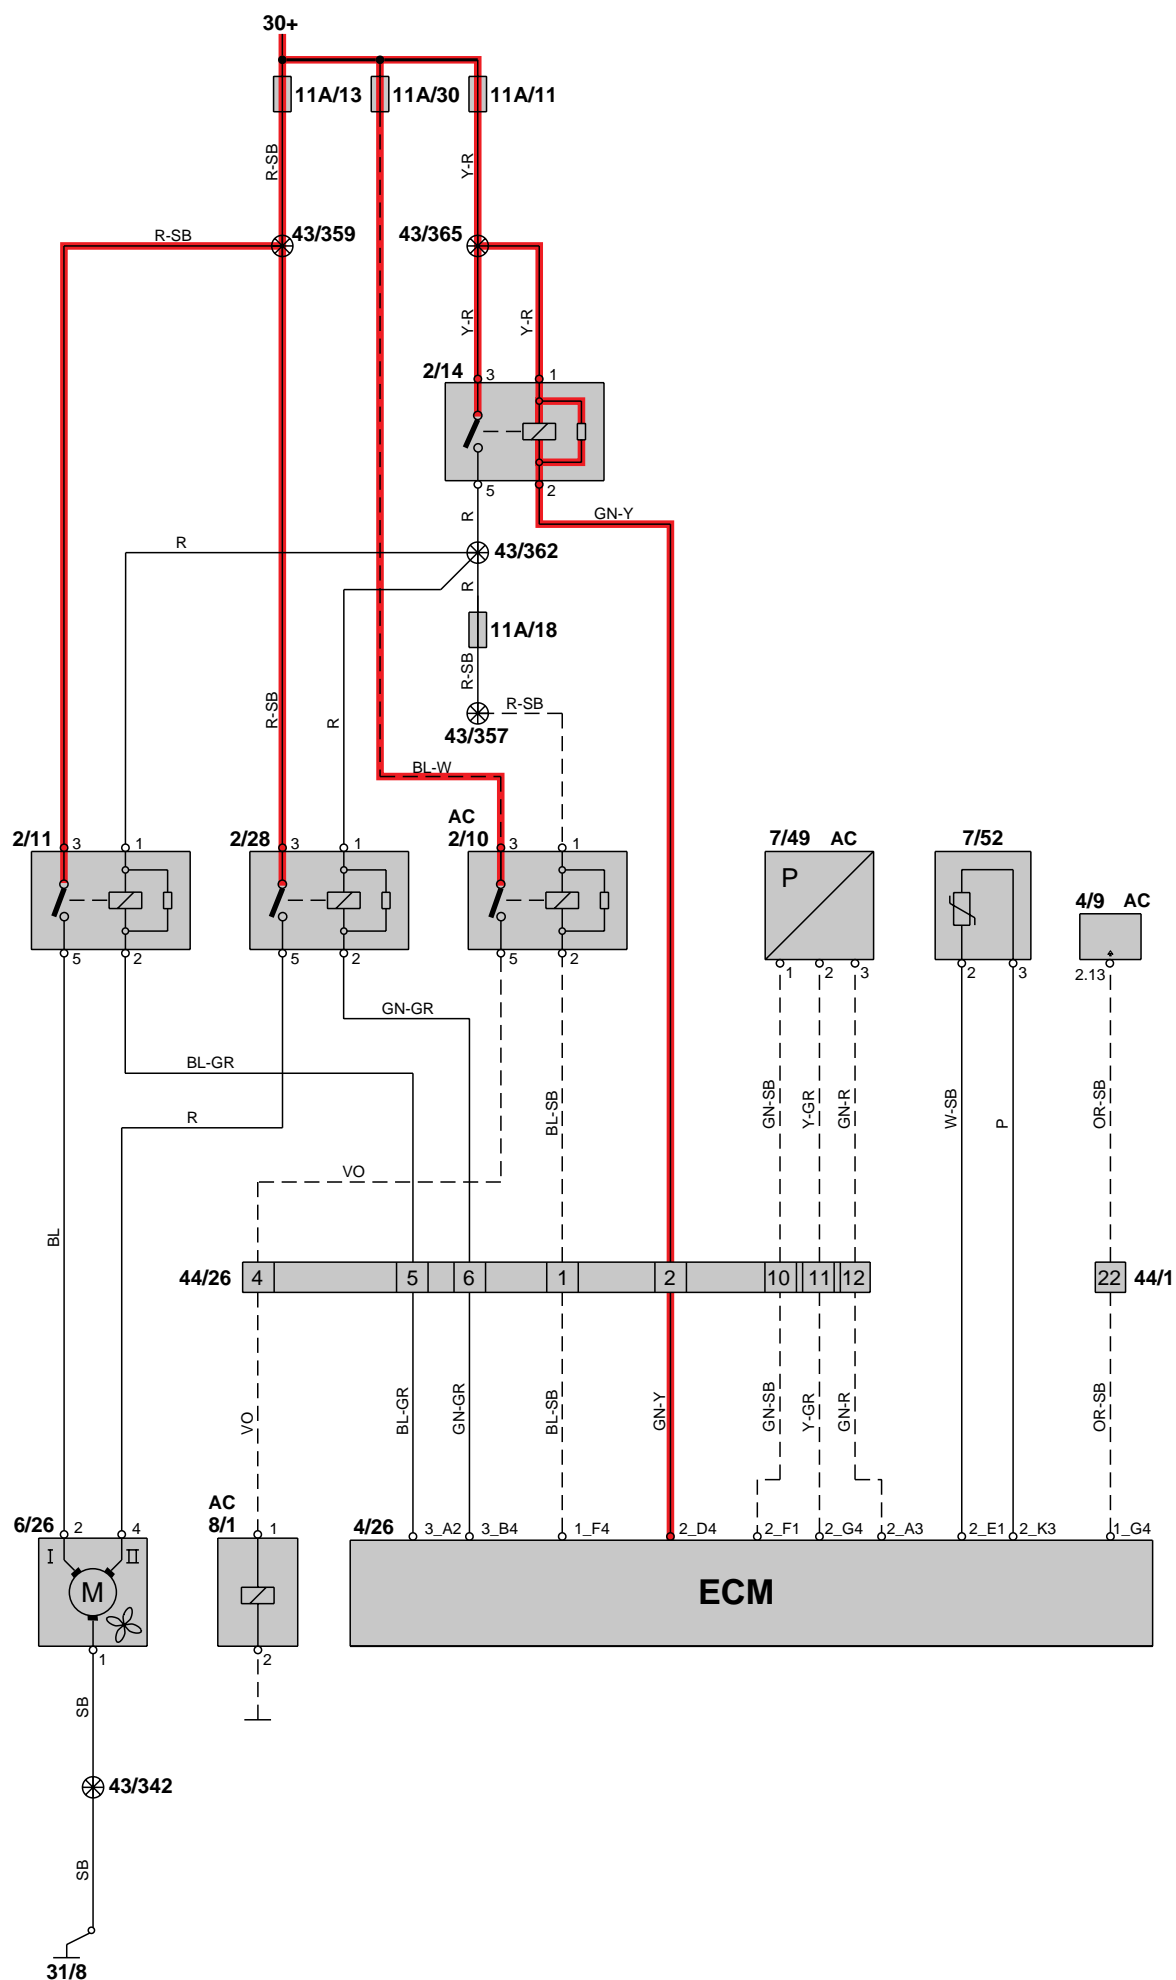 30+
11A/13 11A/30 11A/11
R-SB Y-R
R-SB 43/359 43/365
Y-R Y-R
2/14 3 1
5 2
R GN-Y
R 43/362
R
11A/18
R-SB
R-SB R R-SB
43/357
BL-W
AC
2/11 3 1 2/28 3 1 2/10 3 1 7/49 AC 7/52
P
4/9 AC
5 2 5 2 5 2 1 2 3 2 3 2.13
GN-GR
BL-GR
R BL-SB GN-SB Y-GR GN-R W-SB P OR-SB
VO
BL
44/26 4 5 6 1 2 10 11 12 22 44/1
VO BL-GR GN-GR BL-SB GN-Y GN-SB Y-GR GN-R OR-SB
AC
6/26 2 4 8/1 1 4/26 3_A2 3_B4 1_F4 2_D4 2_F1 2_G4 2_A3 2_E1 2_K3 1_G4
I II
M ECM
1 2
SB
43/342
SB
31/8